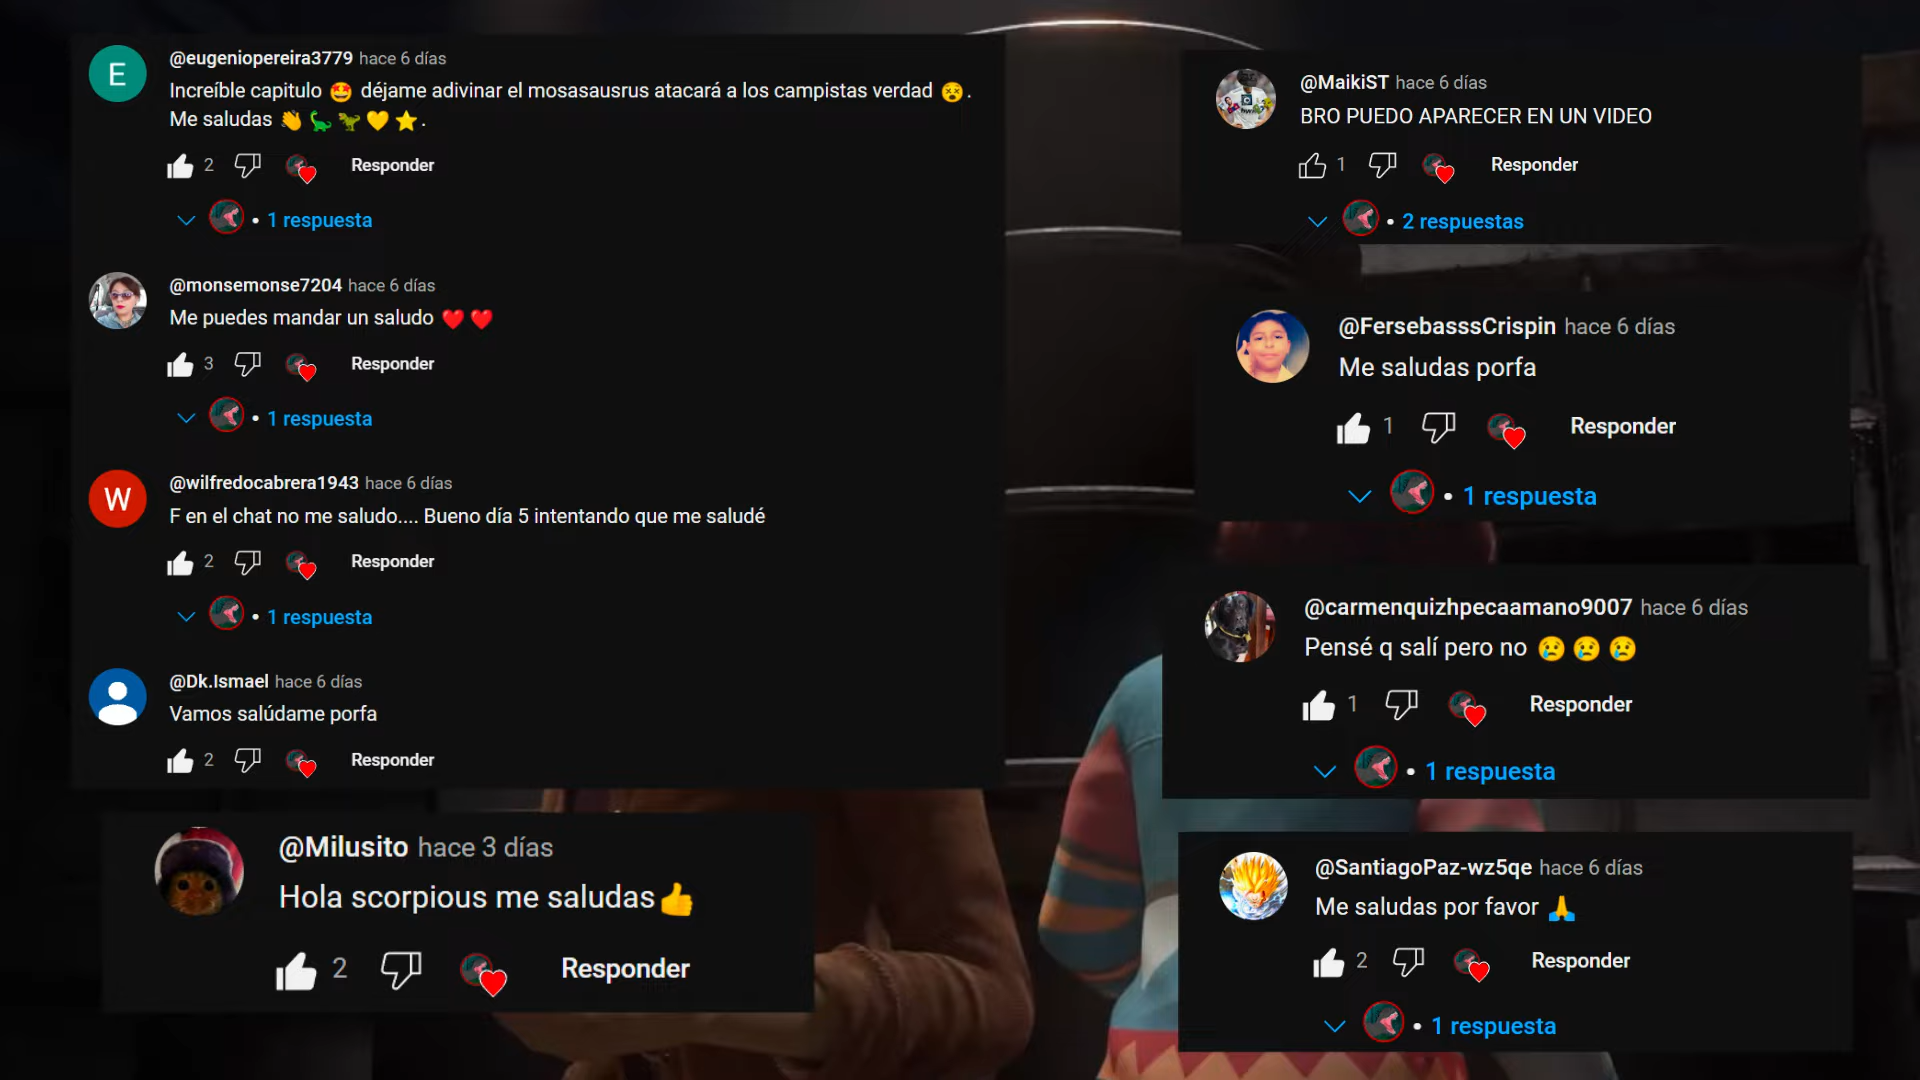 E
@eugeniopereira3779 hace 6 días
Increíble capitulo 🤩 déjame adivinar el mosasausrus atacará a los campistas verdad 😵.
Me saludas 👏🦕🦖💛⭐.
2 Responder
• 1 respuesta
@monsemonse7204 hace 6 días
Me puedes mandar un saludo ❤️❤️
3 Responder
• 1 respuesta
W
@wilfredocabrera1943 hace 6 días
F en el chat no me saludo.... Bueno día 5 intentando que me saludé
2 Responder
• 1 respuesta
@Dk.Ismael hace 6 días
Vamos salúdame porfa
2 Responder
@Milusito hace 3 días
Hola scorpious me saludas👍
2 Responder
@MaikiST hace 6 días
BRO PUEDO APARECER EN UN VIDEO
1 Responder
• 2 respuestas
@FersebasssCrispin hace 6 días
Me saludas porfa
1 Responder
• 1 respuesta
@carmenquizhpecaamano9007 hace 6 días
Pensé q salí pero no 😢😢😢
1 Responder
• 1 respuesta
@SantiagoPaz-wz5qe hace 6 días
Me saludas por favor 🙏
2 Responder
• 1 respuesta